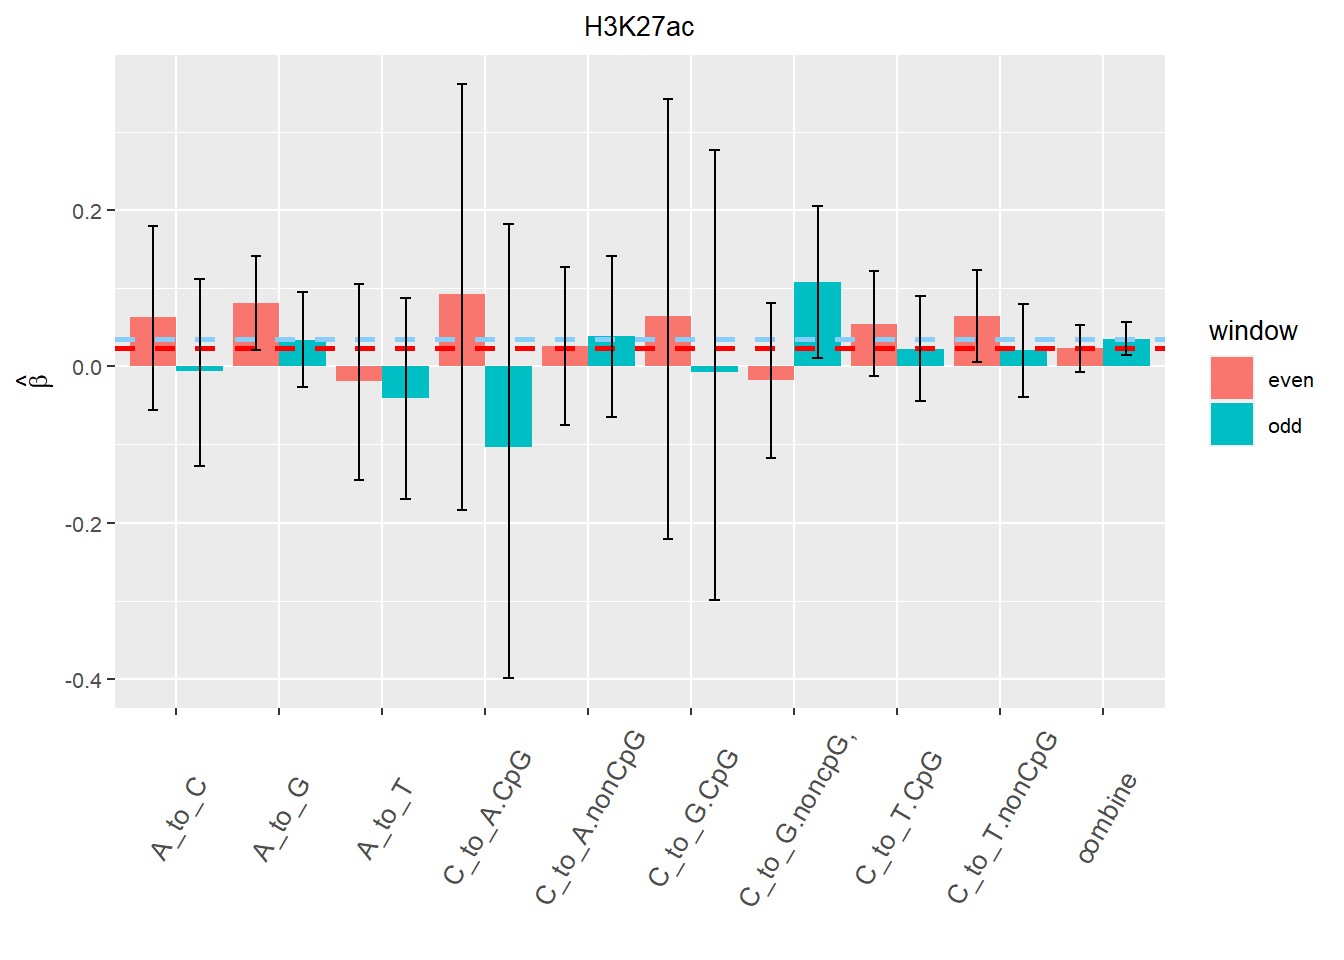 H3K27ac
0.2
0.0
-0.2
-0.4
β̂
A_to_C
A_to_G
A_to_T
C_to_A.CpG
C_to_A.nonCpG
C_to_G.CpG
C_to_G.noncpG,
C_to_T.CpG
C_to_T.nonCpG
combine
window
even
odd